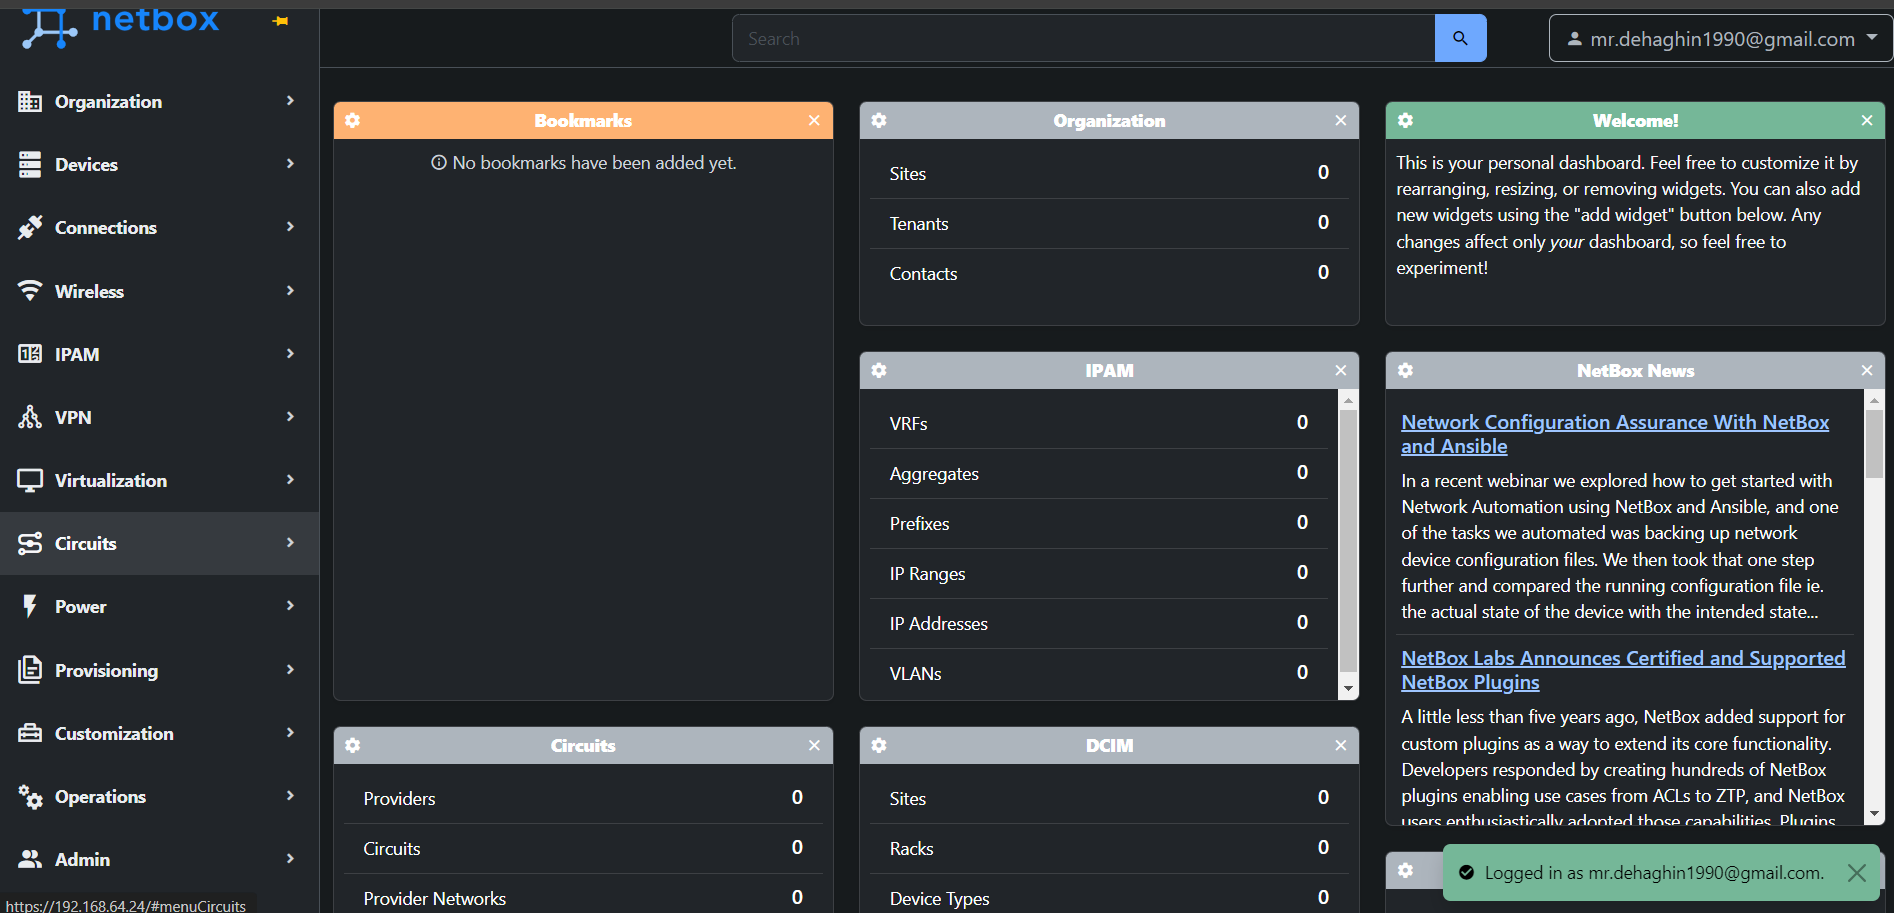 netbox
Search
mr.dehaghin1990@gmail.com
Organization
Devices
Connections
Wireless
IPAM
VPN
Virtualization
Circuits
Power
Provisioning
Customization
Operations
Admin
https://192.168.64.24/#menuCircuits
Bookmarks
No bookmarks have been added yet.
Organization
Sites 0
Tenants 0
Contacts 0
Welcome!
This is your personal dashboard. Feel free to customize it by
rearranging, resizing, or removing widgets. You can also add
new widgets using the "add widget" button below. Any
changes affect only your dashboard, so feel free to
experiment!
IPAM
VRFs 0
Aggregates 0
Prefixes 0
IP Ranges 0
IP Addresses 0
VLANs 0
NetBox News
Network Configuration Assurance With NetBox
and Ansible
In a recent webinar we explored how to get started with
Network Automation using NetBox and Ansible, and one
of the tasks we automated was backing up network
device configuration files. We then took that one step
further and compared the running configuration file ie.
the actual state of the device with the intended state...
NetBox Labs Announces Certified and Supported
NetBox Plugins
A little less than five years ago, NetBox added support for
custom plugins as a way to extend its core functionality.
Developers responded by creating hundreds of NetBox
plugins enabling use cases from ACLs to ZTP, and NetBox
users enthusiastically adopted those capabilities. Plugins
Circuits
Providers 0
Circuits 0
Provider Networks 0
DCIM
Sites 0
Racks 0
Device Types 0
Logged in as mr.dehaghin1990@gmail.com.